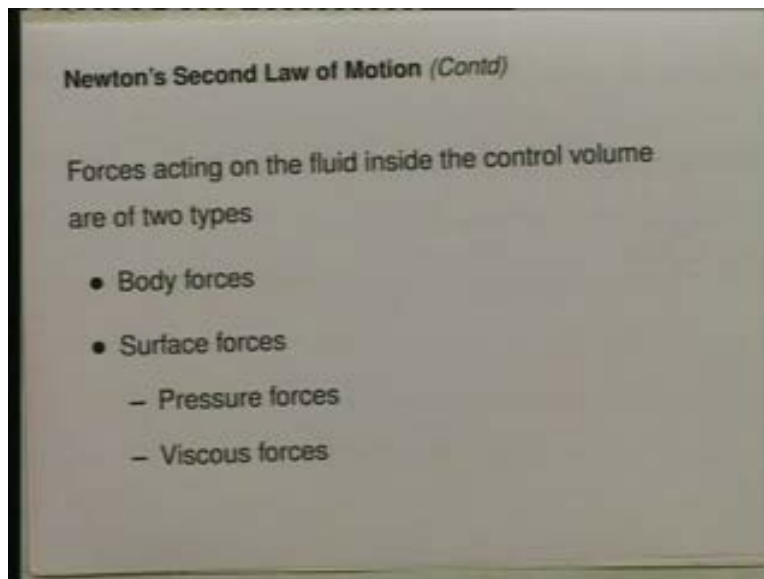 Newton's Second Law of Motion (Contd)
Forces acting on the fluid inside the control volume
are of two types
• Body forces
• Surface forces
– Pressure forces
– Viscous forces